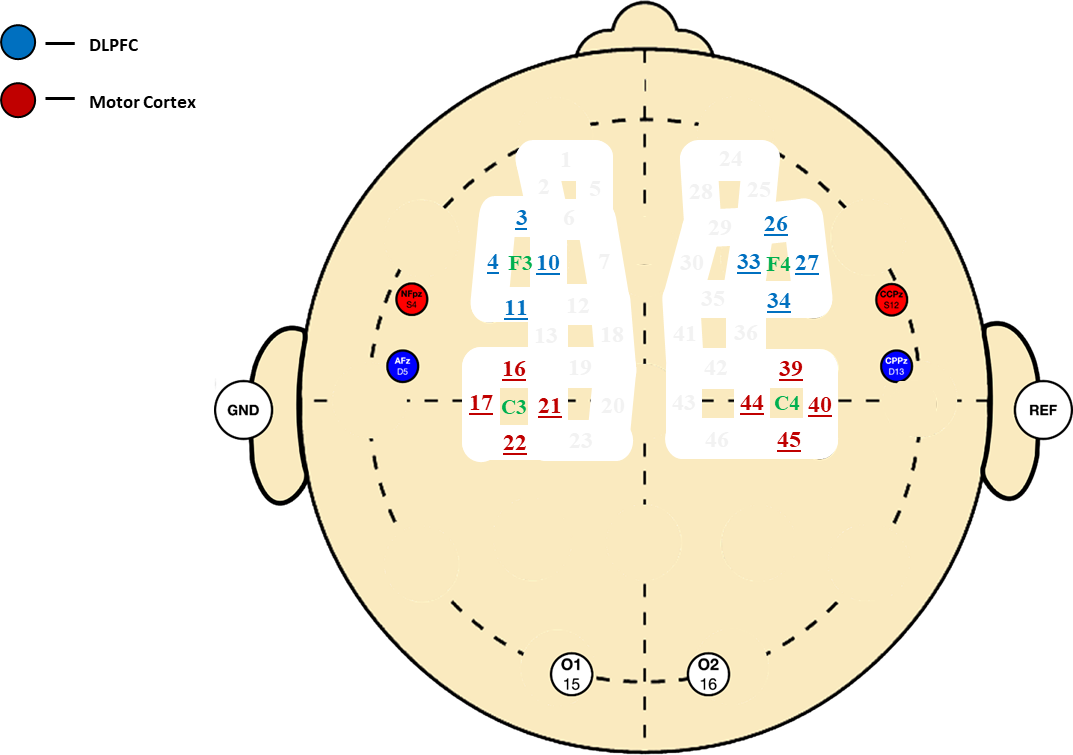 DLPFC
Motor Cortex
1 24
2 5 28 25
3 6 29 26
4 F3 10 7 30 33 F4 27
NFpz
S4
CCPz
S12
11 12 35 34
13 18 41 36
AFz
D5
CPPz
D13
16 19 42 39
GND
17 C3 21 20 43 44 C4 40
REF
22 23 46 45
O1
15
O2
16